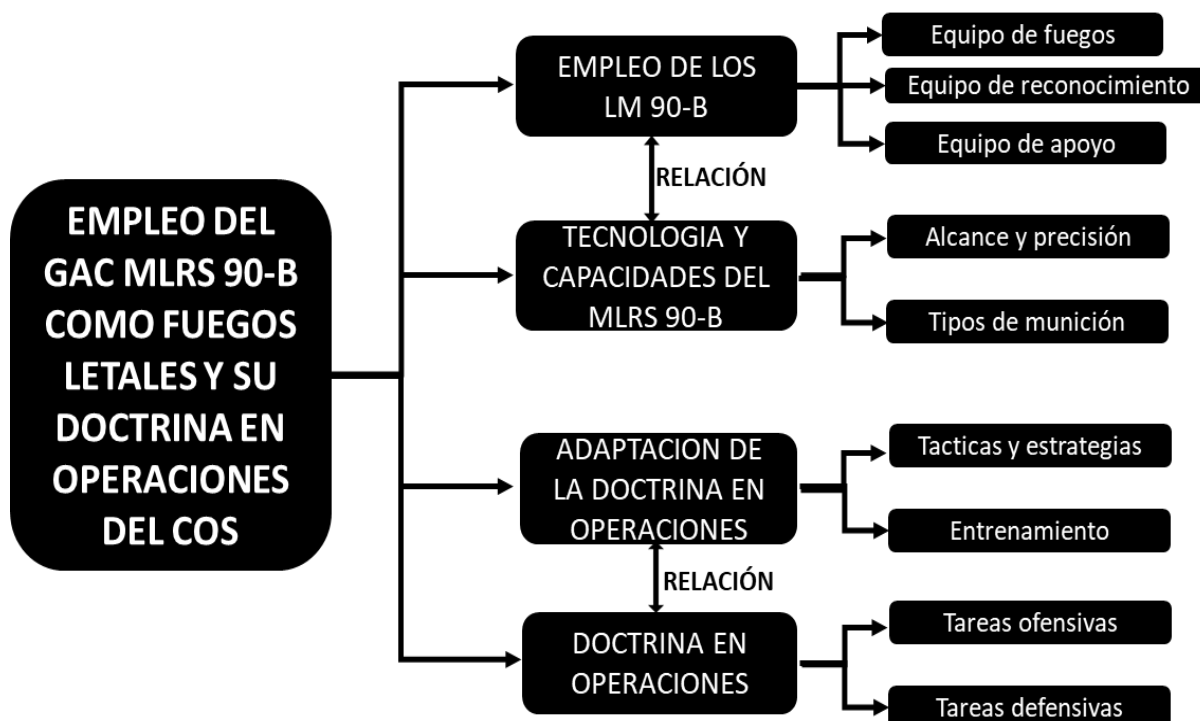 EMPLEO DEL
GAC MLRS 90-B
COMO FUEGOS
LETALES Y SU
DOCTRINA EN
OPERACIONES
DEL COS
EMPLEO DE LOS
LM 90-B
Equipo de fuegos
Equipo de reconocimiento
Equipo de apoyo
RELACIÓN
TECNOLOGIA Y
CAPACIDADES DEL
MLRS 90-B
Alcance y precisión
Tipos de munición
ADAPTACION DE
LA DOCTRINA EN
OPERACIONES
Tacticas y estrategias
Entrenamiento
RELACIÓN
DOCTRINA EN
OPERACIONES
Tareas ofensivas
Tareas defensivas